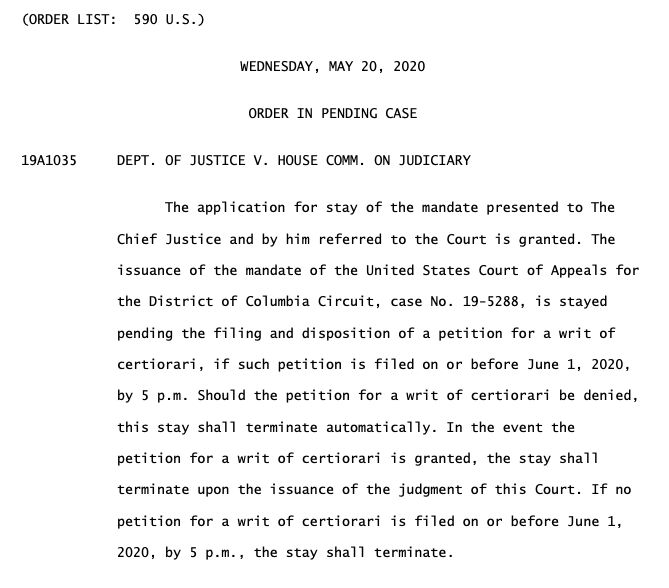 (ORDER LIST: 590 U.S.)
WEDNESDAY, MAY 20, 2020
ORDER IN PENDING CASE
19A1035 DEPT. OF JUSTICE V. HOUSE COMM. ON JUDICIARY
The application for stay of the mandate presented to The
Chief Justice and by him referred to the Court is granted. The
issuance of the mandate of the United States Court of Appeals for
the District of Columbia Circuit, case No. 19-5288, is stayed
pending the filing and disposition of a petition for a writ of
certiorari, if such petition is filed on or before June 1, 2020,
by 5 p.m. Should the petition for a writ of certiorari be denied,
this stay shall terminate automatically. In the event the
petition for a writ of certiorari is granted, the stay shall
terminate upon the issuance of the judgment of this Court. If no
petition for a writ of certiorari is filed on or before June 1,
2020, by 5 p.m., the stay shall terminate.